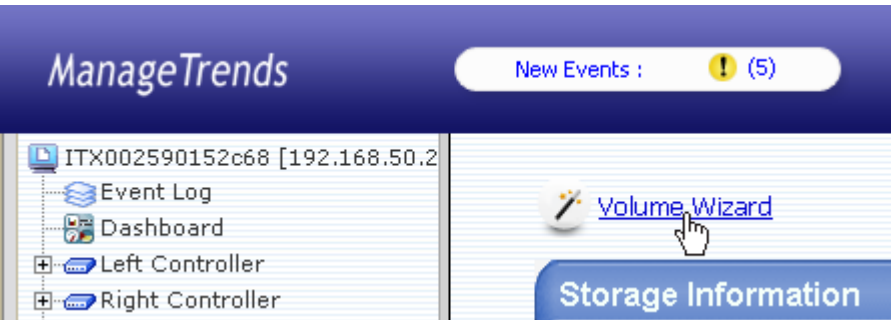 ManageTrends
New Events : (5)
ITX002590152c68 [192.168.50.2
Event Log
Dashboard
Left Controller
Right Controller
Volume Wizard
Storage Information